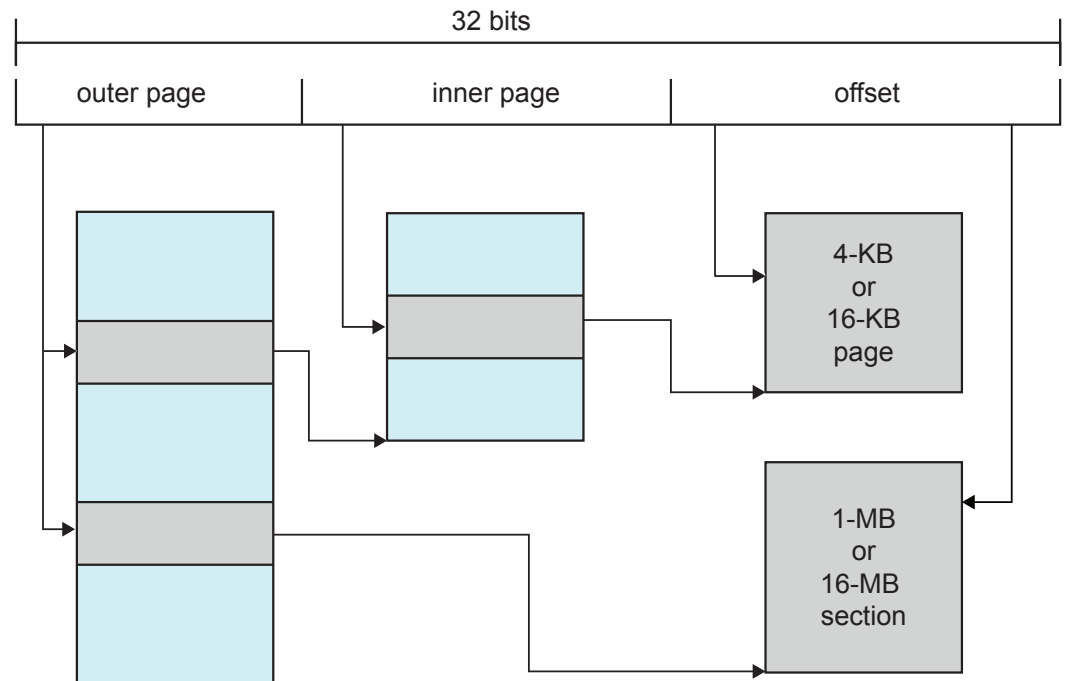 32 bits
outer page
inner page
offset
4-KB
or
16-KB
page
1-MB
or
16-MB
section